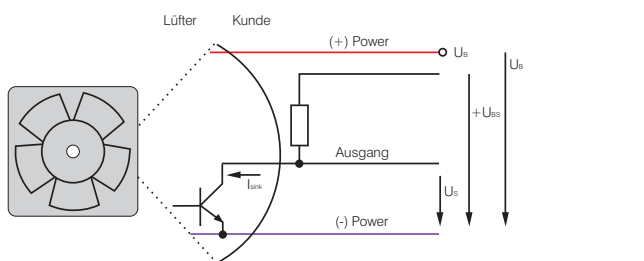 Lüfter Kunde
(+) Power
UB
UB
+UBS
Ausgang
Isink
US
(-) Power